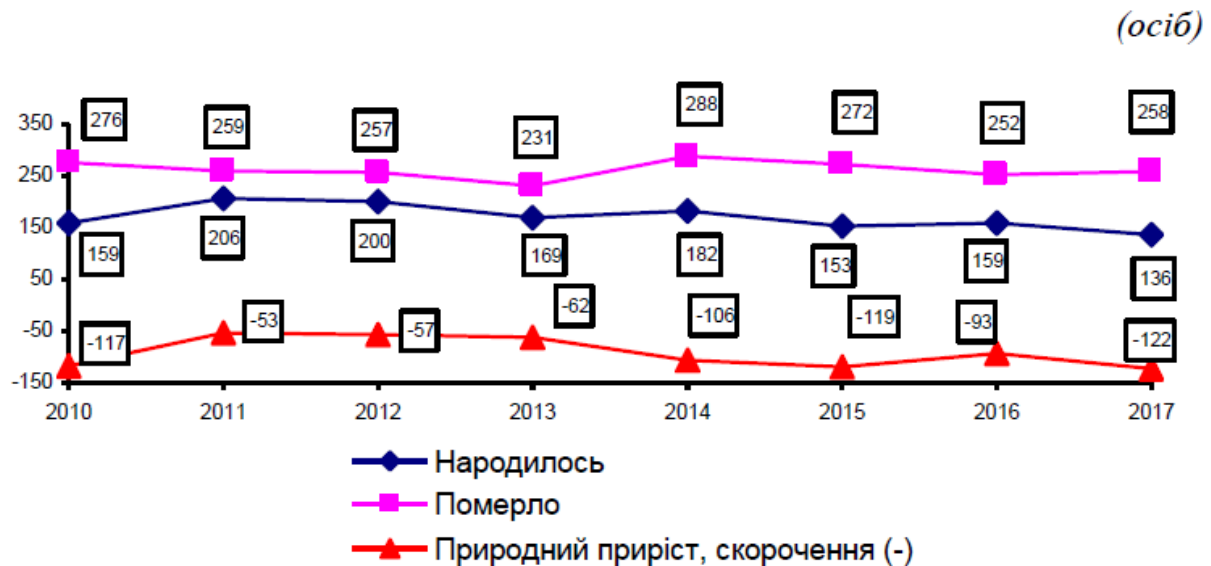 (осіб)
276 259 257 231 288 272 252 258
350
250
150
50
-50
-150
159 206 200 169 182 153 159 136
-117 -53 -57 -62 -106 -119 -93 -122
2010 2011 2012 2013 2014 2015 2016 2017
Народилось
Померло
Природний приріст, скорочення (-)